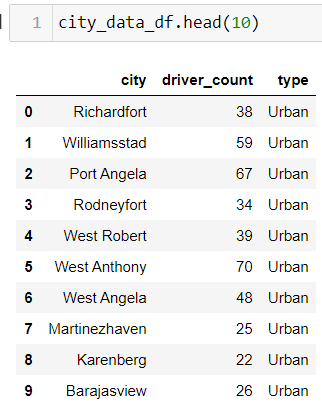 1 city_data_df.head(10)
city driver_count type
0 Richardfort 38 Urban
1 Williamsstad 59 Urban
2 Port Angela 67 Urban
3 Rodneyfort 34 Urban
4 West Robert 39 Urban
5 West Anthony 70 Urban
6 West Angela 48 Urban
7 Martinezhaven 25 Urban
8 Karenberg 22 Urban
9 Barajasview 26 Urban